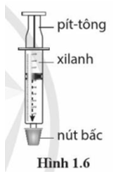 pít-tông
xilanh
nút bấc
Hình 1.6